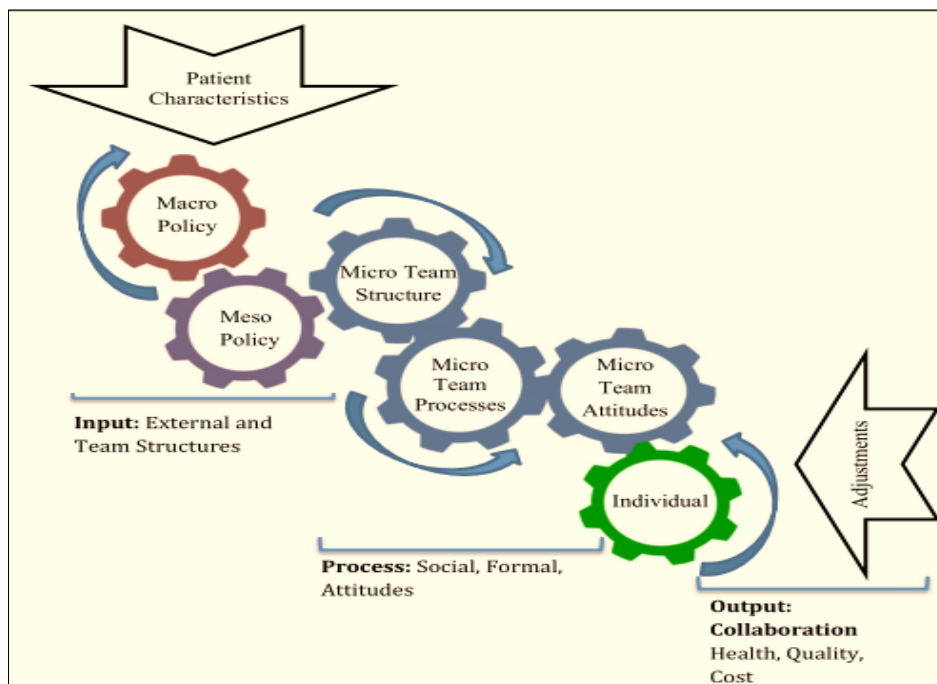 Patient
Characteristics
Macro
Policy
Micro Team
Structure
Meso
Policy
Micro
Team
Processes
Micro
Team
Attitudes
Input: External and
Team Structures
Adjustments
Individual
Process: Social, Formal,
Attitudes
Output:
Collaboration
Health, Quality,
Cost